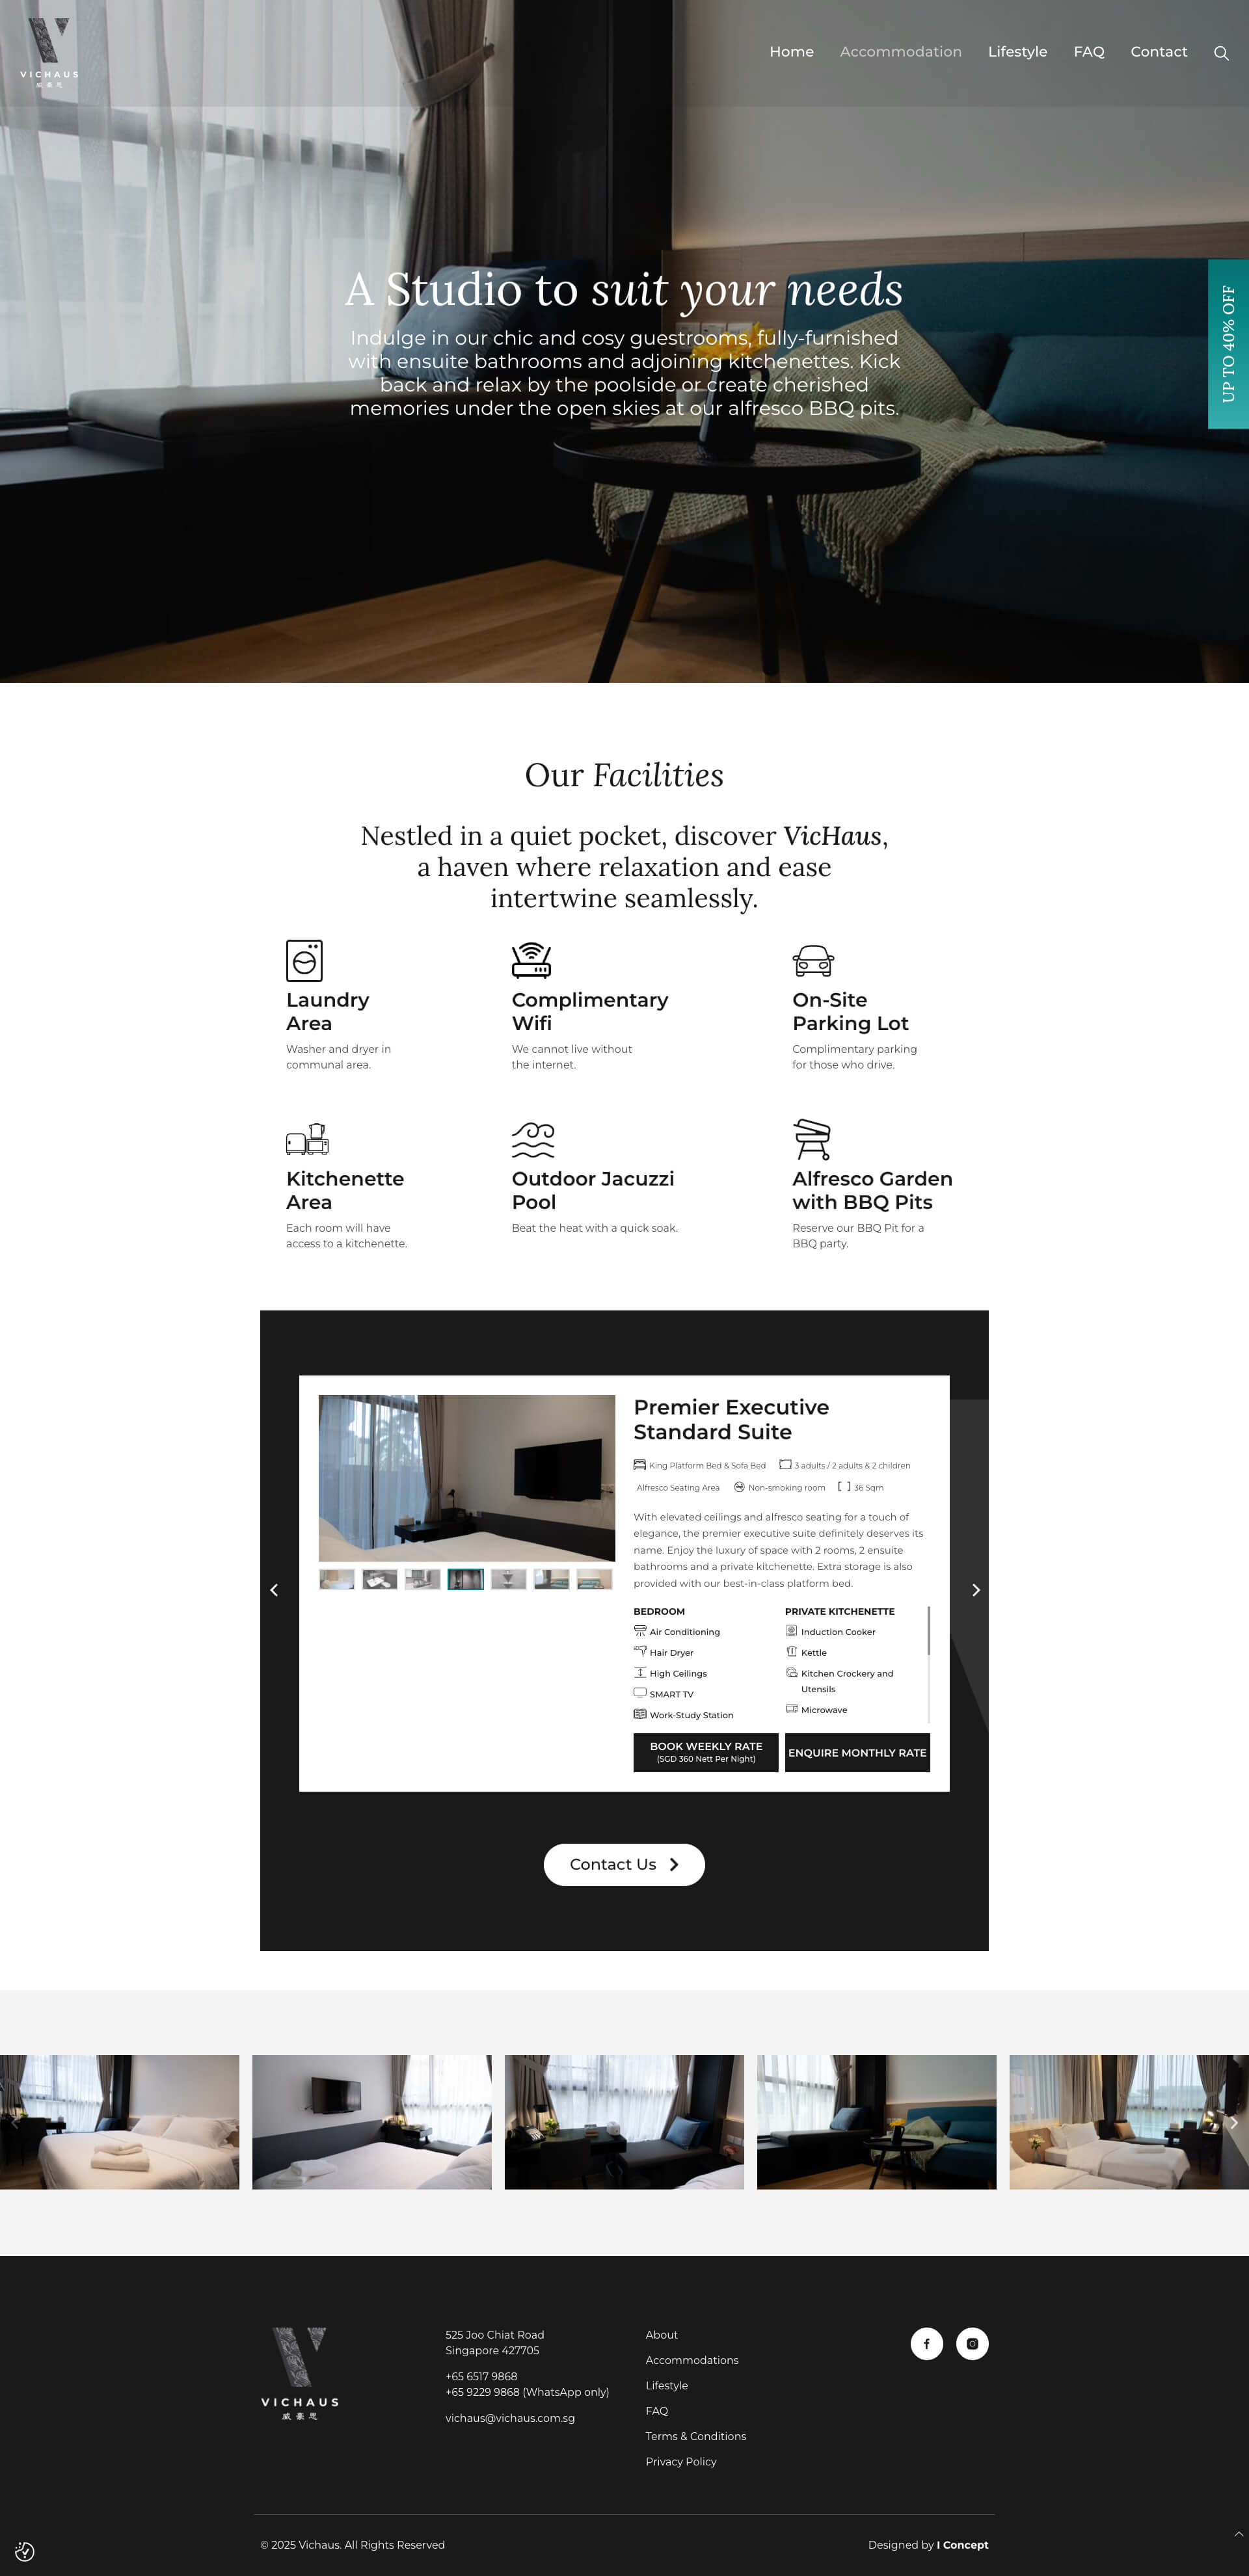 VICHAUS
威豪思
Home
Accommodation
Lifestyle
FAQ
Contact
A Studio to suit your needs
Indulge in our chic and cosy guestrooms, fully-furnished
with ensuite bathrooms and adjoining kitchenettes. Kick
back and relax by the poolside or create cherished
memories under the open skies at our alfresco BBQ pits.
UP TO 40% OFF
Our Facilities
Nestled in a quiet pocket, discover VicHaus,
a haven where relaxation and ease
intertwine seamlessly.
Laundry
Area
Washer and dryer in
communal area.
Complimentary
Wifi
We cannot live without
the internet.
On-Site
Parking Lot
Complimentary parking
for those who drive.
Kitchenette
Area
Each room will have
access to a kitchenette.
Outdoor Jacuzzi
Pool
Beat the heat with a quick soak.
Alfresco Garden
with BBQ Pits
Reserve our BBQ Pit for a
BBQ party.
Premier Executive
Standard Suite
King Platform Bed & Sofa Bed
3 adults / 2 adults & 2 children
Alfresco Seating Area
Non-smoking room
36 Sqm
With elevated ceilings and alfresco seating for a touch of
elegance, the premier executive suite definitely deserves its
name. Enjoy the luxury of space with 2 rooms, 2 ensuite
bathrooms and a private kitchenette. Extra storage is also
provided with our best-in-class platform bed.
BEDROOM
Air Conditioning
Hair Dryer
High Ceilings
SMART TV
Work-Study Station
PRIVATE KITCHENETTE
Induction Cooker
Kettle
Kitchen Crockery and
Utensils
Microwave
BOOK WEEKLY RATE
(SGD 360 Nett Per Night)
ENQUIRE MONTHLY RATE
Contact Us
VICHAUS
威豪思
525 Joo Chiat Road
Singapore 427705
+65 6517 9868
+65 9229 9868 (WhatsApp only)
vichaus@vichaus.com.sg
About
Accommodations
Lifestyle
FAQ
Terms & Conditions
Privacy Policy
© 2025 Vichaus. All Rights Reserved
Designed by I Concept